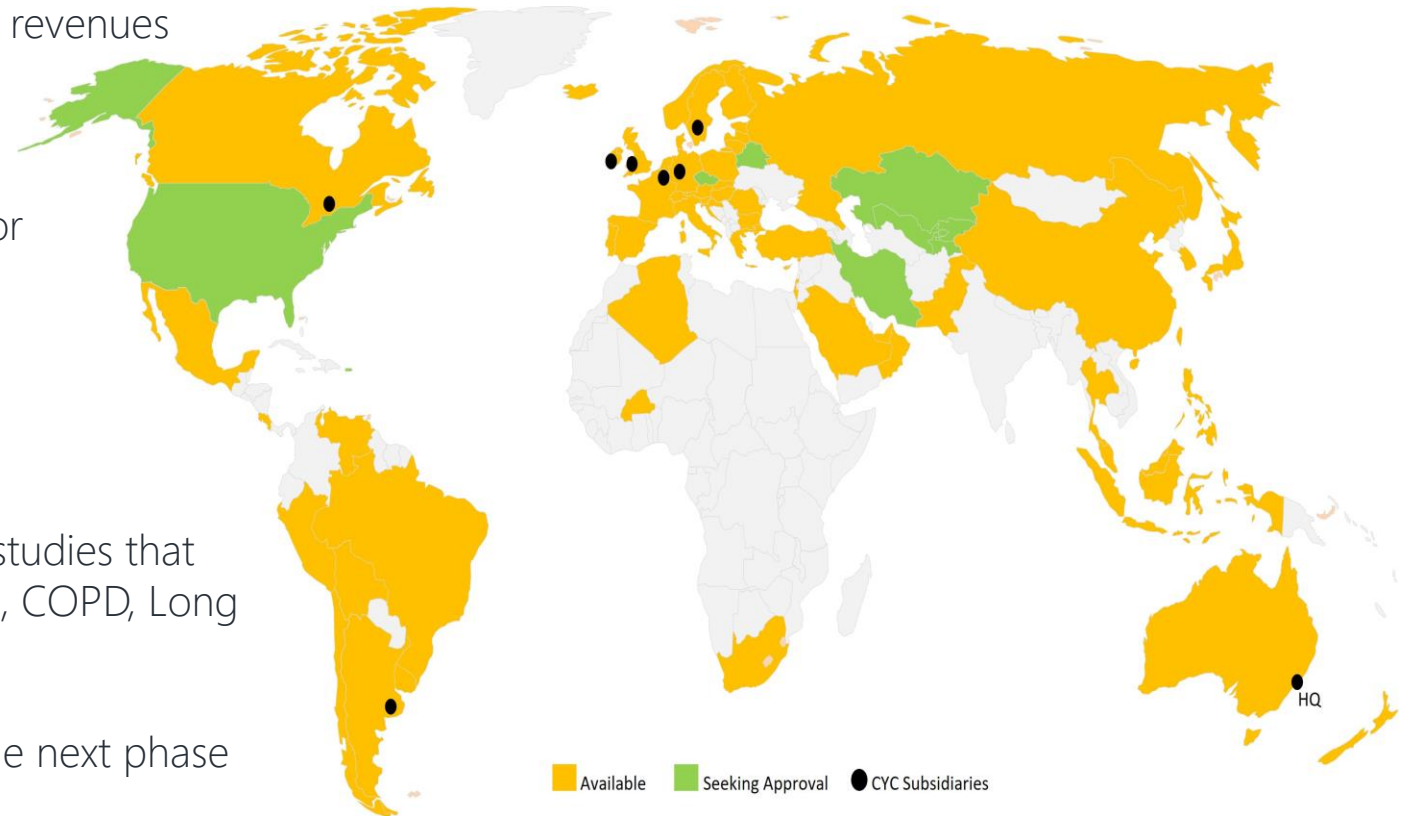 revenues
or
studies that
, COPD, Long
e next phase
HQ
Available
Seeking Approval
CYC Subsidiaries